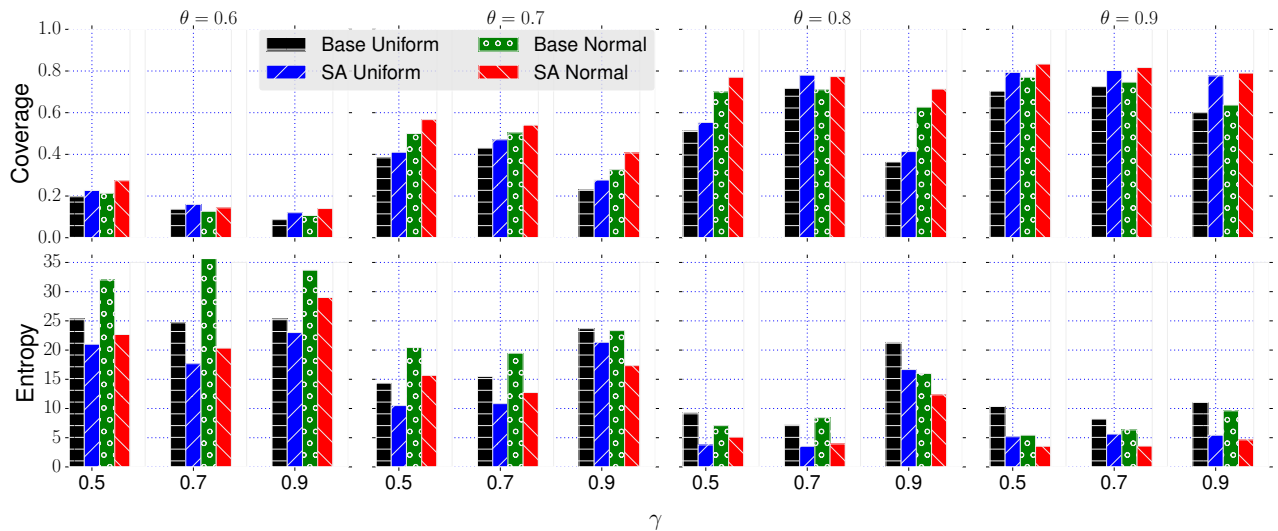 θ = 0.6 θ = 0.7 θ = 0.8 θ = 0.9
Base Uniform Base Normal
SA Uniform SA Normal
Coverage
1.0
0.8
0.6
0.4
0.2
0.0
Entropy
35
30
25
20
15
10
5
0
0.5 0.7 0.9 0.5 0.7 0.9 0.5 0.7 0.9 0.5 0.7 0.9
γ